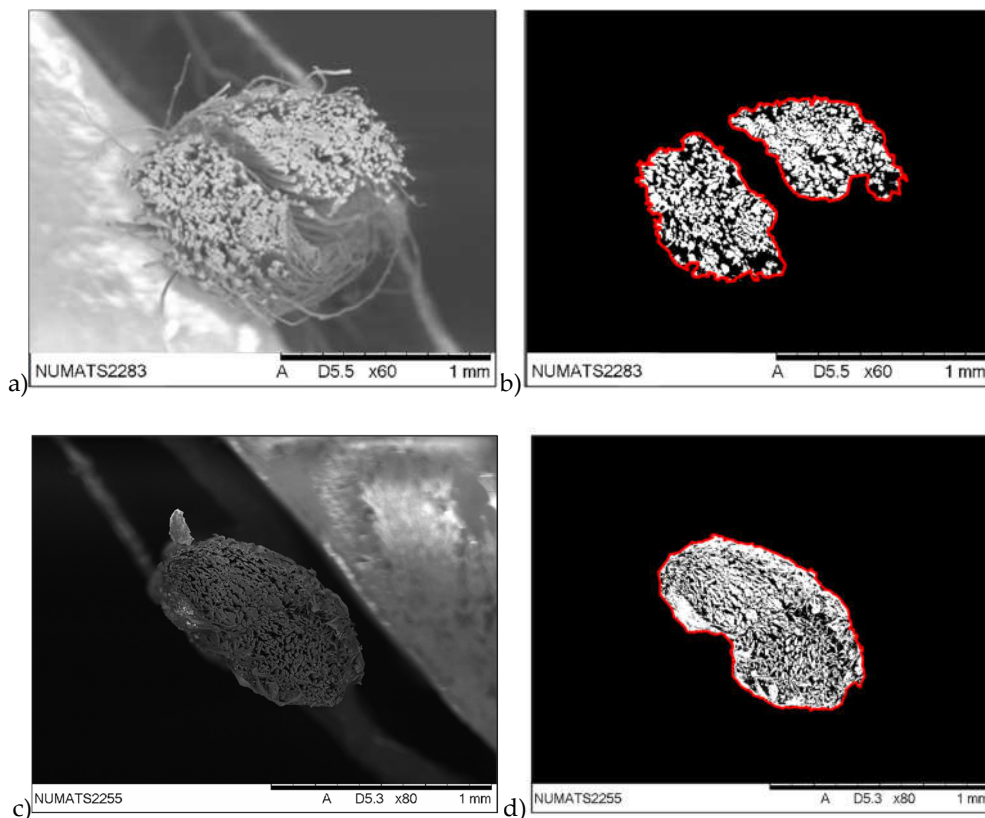 a) NUMATS2283 A D5.5 x60 1 mm
b) NUMATS2283 A D5.5 x60 1 mm
c) NUMATS2255 A D5.3 x80 1 mm
d) NUMATS2255 A D5.3 x80 1 mm